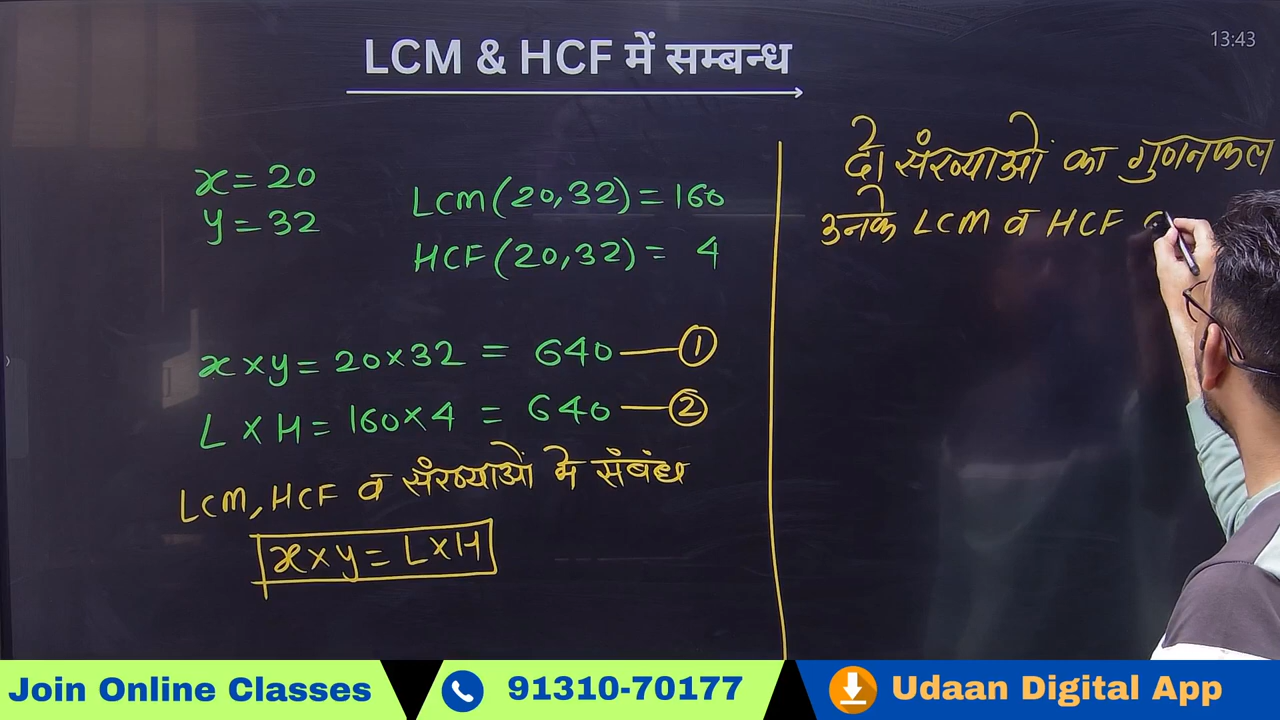 LCM & HCF में सम्बन्ध
13:43
x = 20
y = 32
Lcm (20,32) = 160
HCF (20,32) = 4
x × y = 20 × 32 = 640 — 1
L × H = 160 × 4 = 640 — 2
LCM, HCF व संख्याओं मे संबंध
x × y = L × H
दो संख्याओं का गुणनफल
उनके LCM व HCF
Join Online Classes
91310-70177
Udaan Digital App